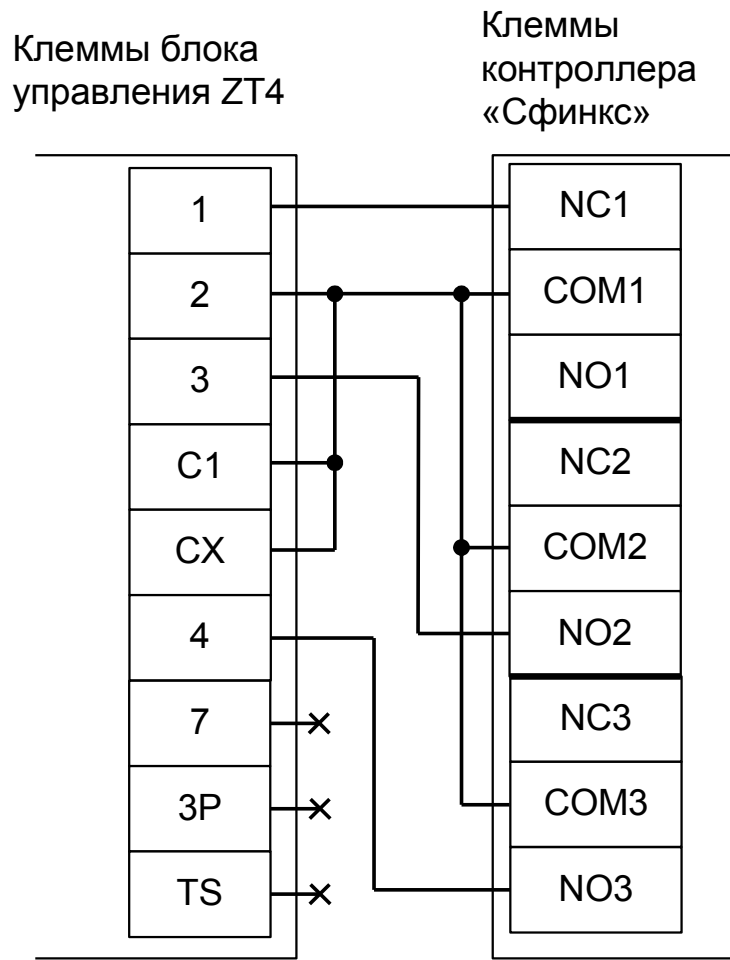 Клеммы блока
управления ZT4
Клеммы
контроллера
«Сфинкс»
1
2
3
C1
CX
4
7
3P
TS
NC1
COM1
NO1
NC2
COM2
NO2
NC3
COM3
NO3